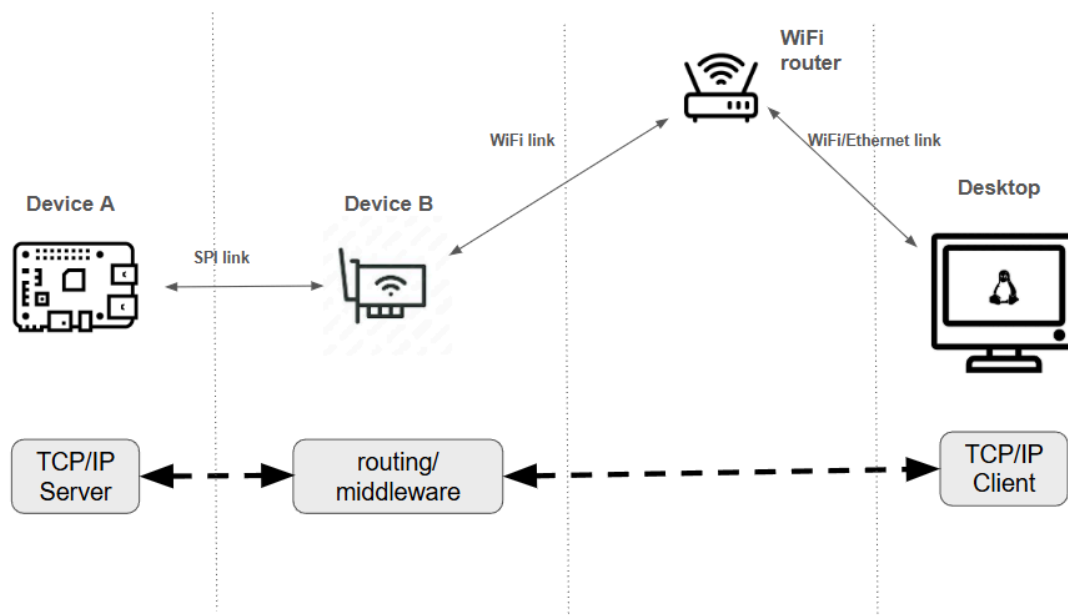 WiFi
router
WiFi link
WiFi/Ethernet link
Device A
Device B
Desktop
SPI link
TCP/IP
Server
routing/
middleware
TCP/IP
Client